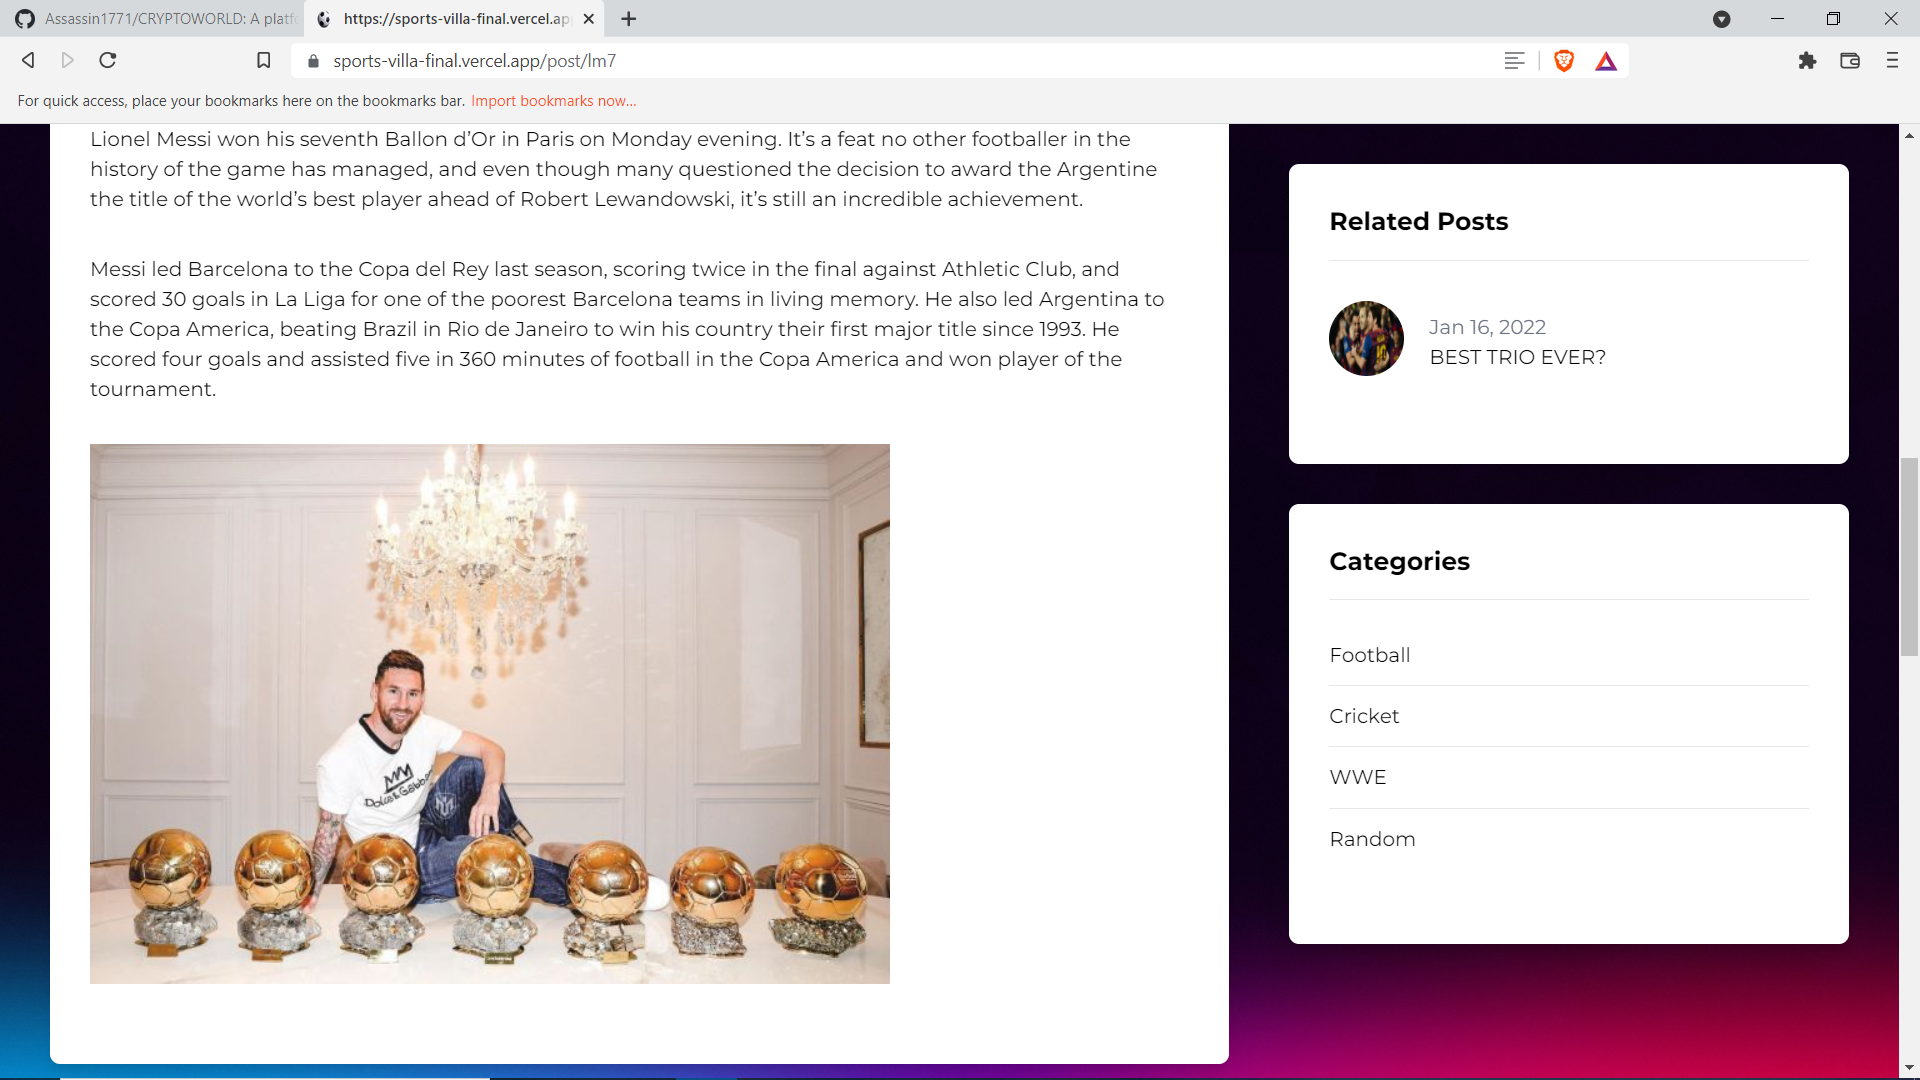 Assassin1771/CRYPTOWORLD: A platfo
https://sports-villa-final.vercel.ap
sports-villa-final.vercel.app/post/lm7
For quick access, place your bookmarks here on the bookmarks bar. Import bookmarks now...
Lionel Messi won his seventh Ballon d’Or in Paris on Monday evening. It’s a feat no other footballer in the
history of the game has managed, and even though many questioned the decision to award the Argentine
the title of the world’s best player ahead of Robert Lewandowski, it’s still an incredible achievement.
Messi led Barcelona to the Copa del Rey last season, scoring twice in the final against Athletic Club, and
scored 30 goals in La Liga for one of the poorest Barcelona teams in living memory. He also led Argentina to
the Copa America, beating Brazil in Rio de Janeiro to win his country their first major title since 1993. He
scored four goals and assisted five in 360 minutes of football in the Copa America and won player of the
tournament.
Dolce & Gabbana
Related Posts
Jan 16, 2022
BEST TRIO EVER?
Categories
Football
Cricket
WWE
Random